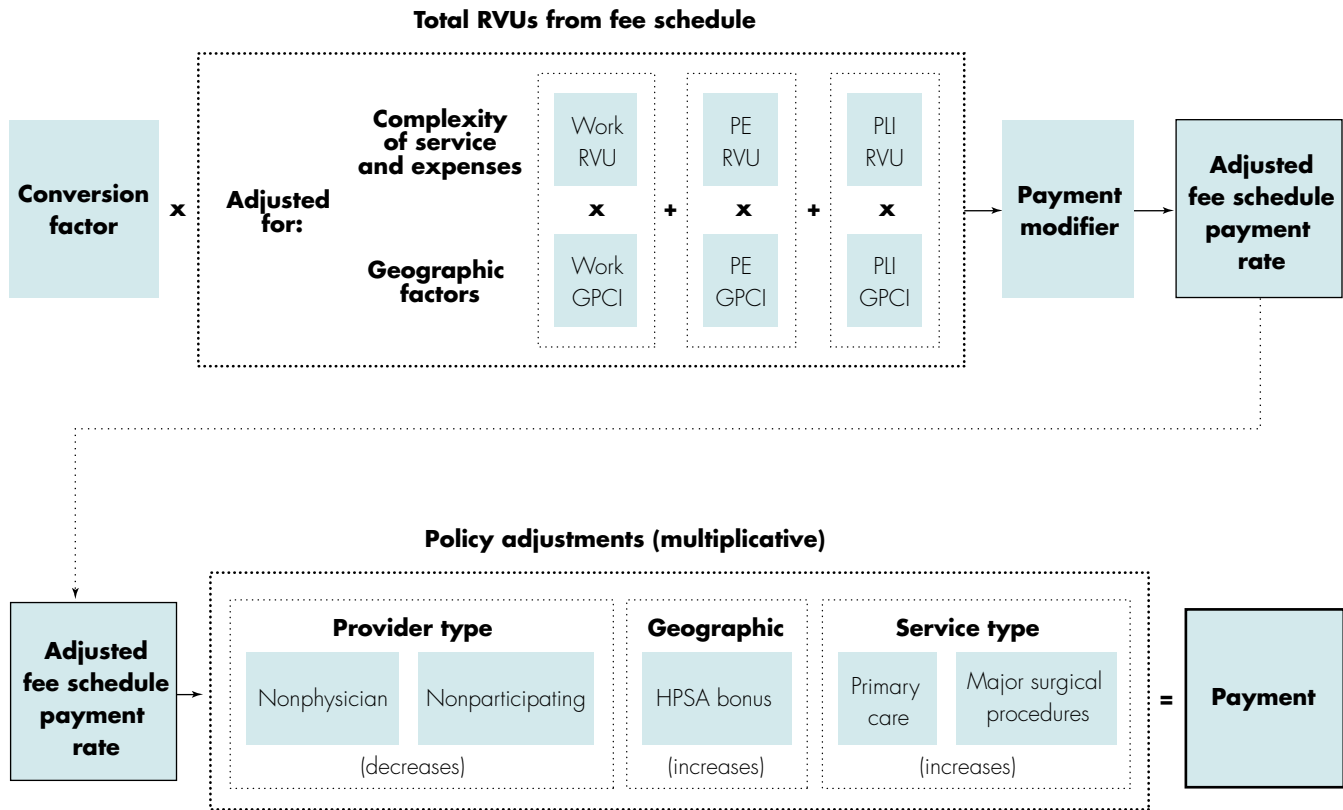 Total RVUs from fee schedule
Conversion
factor
x
Adjusted
for:
Complexity
of service
and expenses
Geographic
factors
Work
RVU
x
Work
GPCI
+
PE
RVU
x
PE
GPCI
+
PLI
RVU
x
PLI
GPCI
Payment
modifier
Adjusted
fee schedule
payment
rate
Policy adjustments (multiplicative)
Adjusted
fee schedule
payment
rate
Provider type
Nonphysician
Nonparticipating
(decreases)
Geographic
HPSA bonus
(increases)
Service type
Primary
care
Major surgical
procedures
(increases)
=
Payment